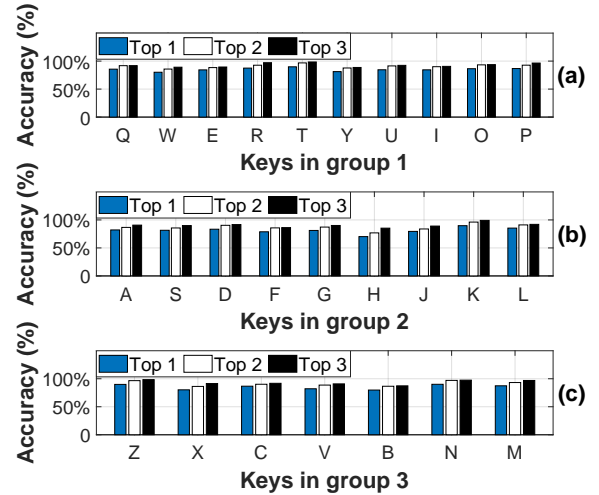 Top 1 Top 2 Top 3
100%
50%
0
Accuracy (%)
Q W E R T Y U I O P
Keys in group 1
(a)
Top 1 Top 2 Top 3
100%
50%
0
Accuracy (%)
A S D F G H J K L
Keys in group 2
(b)
Top 1 Top 2 Top 3
100%
50%
0
Accuracy (%)
Z X C V B N M
Keys in group 3
(c)